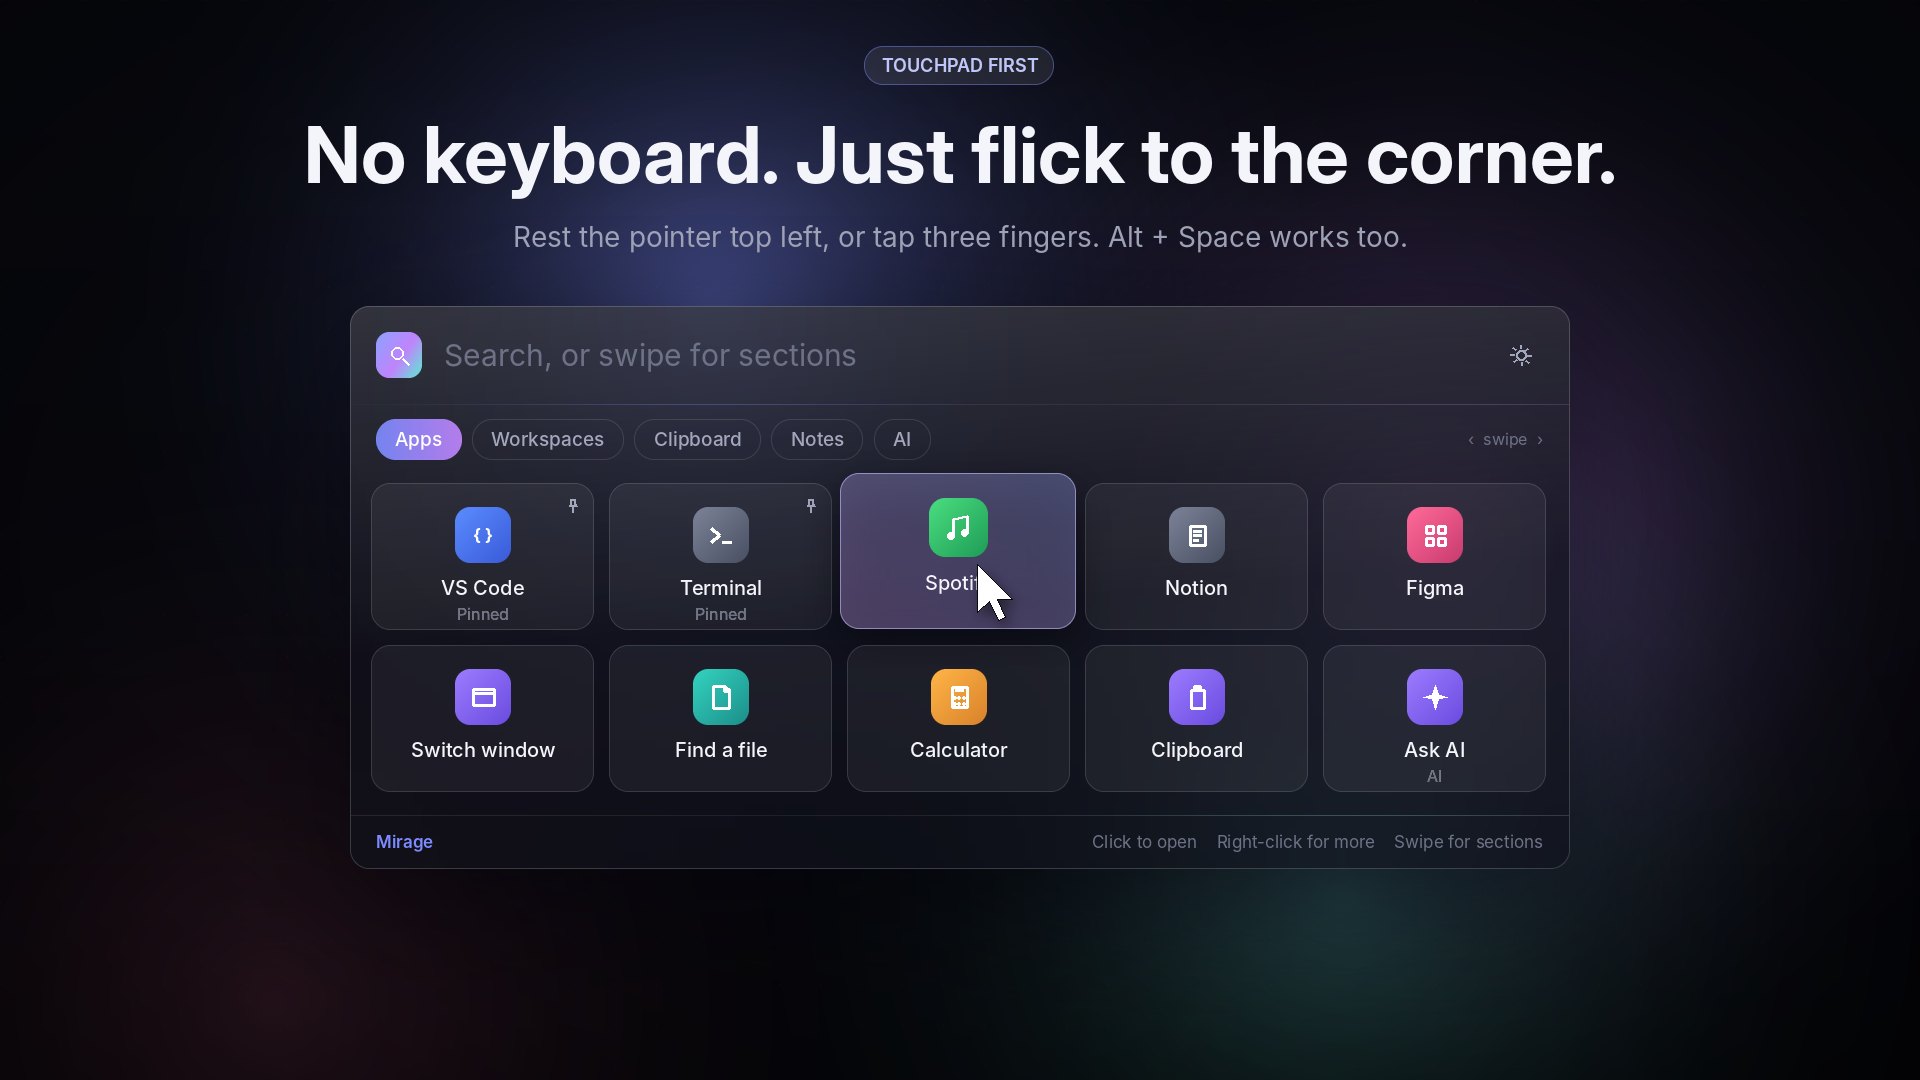 TOUCHPAD FIRST
No keyboard. Just flick to the corner.
Rest the pointer top left, or tap three fingers. Alt + Space works too.
Search, or swipe for sections
Apps Workspaces Clipboard Notes AI ‹ swipe ›
VS Code
Pinned
Terminal
Pinned
Notion
Figma
Switch window
Find a file
Calculator
Clipboard
Ask AI
AI
Mirage
Click to open Right-click for more Swipe for sections